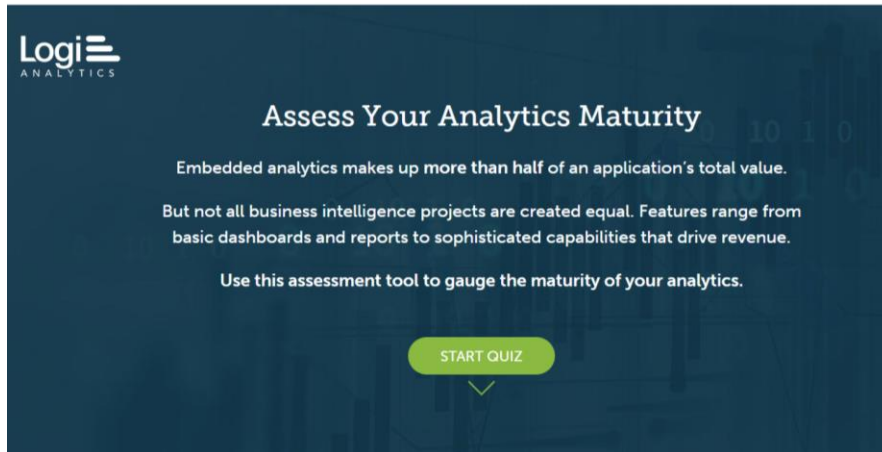 Logi
ANALYTICS
Assess Your Analytics Maturity
Embedded analytics makes up more than half of an application's total value.
But not all business intelligence projects are created equal. Features range from
basic dashboards and reports to sophisticated capabilities that drive revenue.
Use this assessment tool to gauge the maturity of your analytics.
START QUIZ